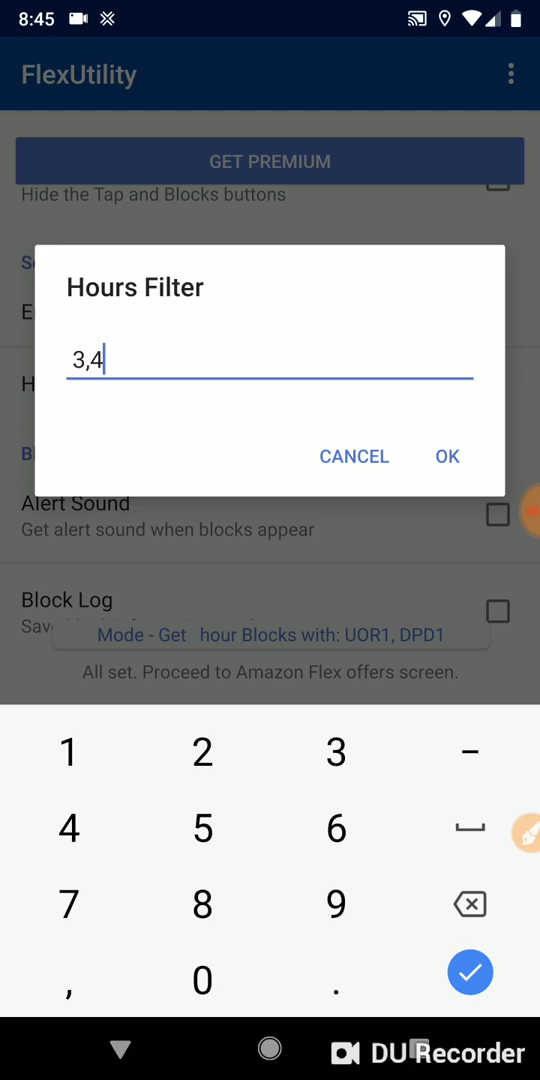 8:45
FlexUtility
GET PREMIUM
Hide the Tap and Blocks buttons
Hours Filter
3,4
CANCEL OK
Alert Sound
Get alert sound when blocks appear
Block Log
Mode - Get hour Blocks with: UOR1, DPD1
All set. Proceed to Amazon Flex offers screen.
1 2 3 -
4 5 6
7 8 9
, 0 .
DU Recorder